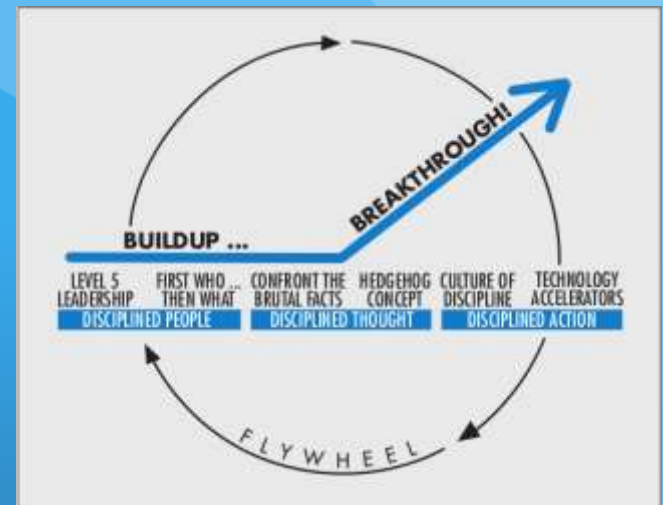 BREAKTHROUGH!
BUILDUP ...
LEVEL 5
LEADERSHIP
FIRST WHO ...
THEN WHAT
CONFRONT THE
BRUTAL FACTS
HEDGEHOG
CONCEPT
CULTURE OF
DISCIPLINE
TECHNOLOGY
ACCELERATORS
DISCIPLINED PEOPLE
DISCIPLINED THOUGHT
DISCIPLINED ACTION
FLYWHEEL